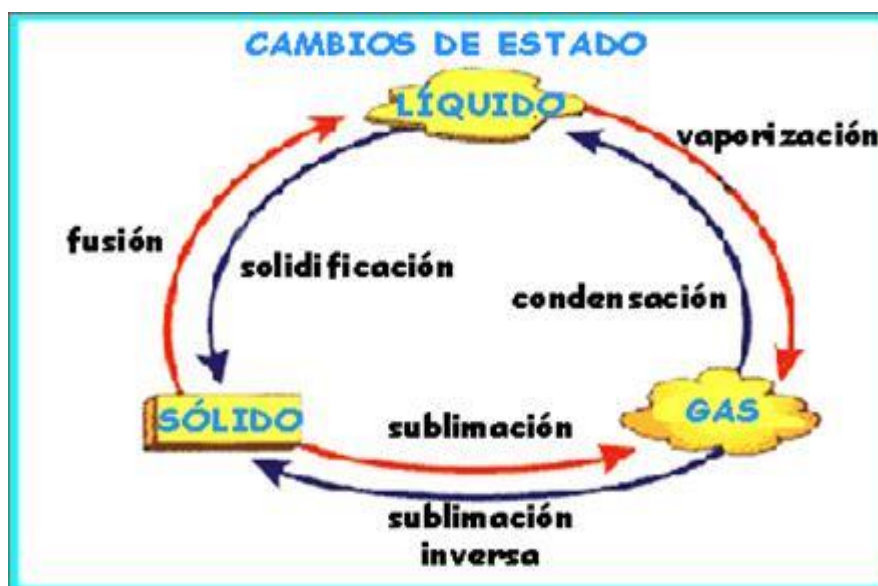 CAMBIOS DE ESTADO
LÍQUIDO
vaporización
fusión
solidificación
condensación
SÓLIDO
GAS
sublimación
sublimación
inversa